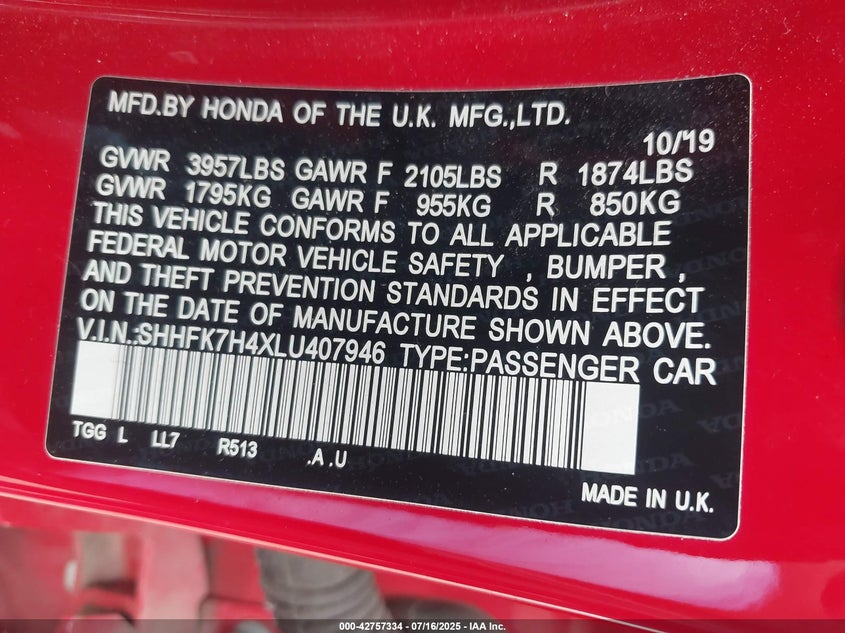 MFD.BY HONDA OF THE U.K. MFG.,LTD.
10/19
GVWR 3957LBS GAWR F 2105LBS R 1874LBS
GVWR 1795KG GAWR F 955KG R 850KG
THIS VEHICLE CONFORMS TO ALL APPLICABLE
FEDERAL MOTOR VEHICLE SAFETY , BUMPER ,
AND THEFT PREVENTION STANDARDS IN EFFECT
ON THE DATE OF MANUFACTURE SHOWN ABOVE.
V.I.N.:SHHFK7H4XLU407946 TYPE:PASSENGER CAR
TGG L LL7 R513 .A .U
MADE IN U.K.
000-42757334 - 07/16/2025 - IAA Inc.